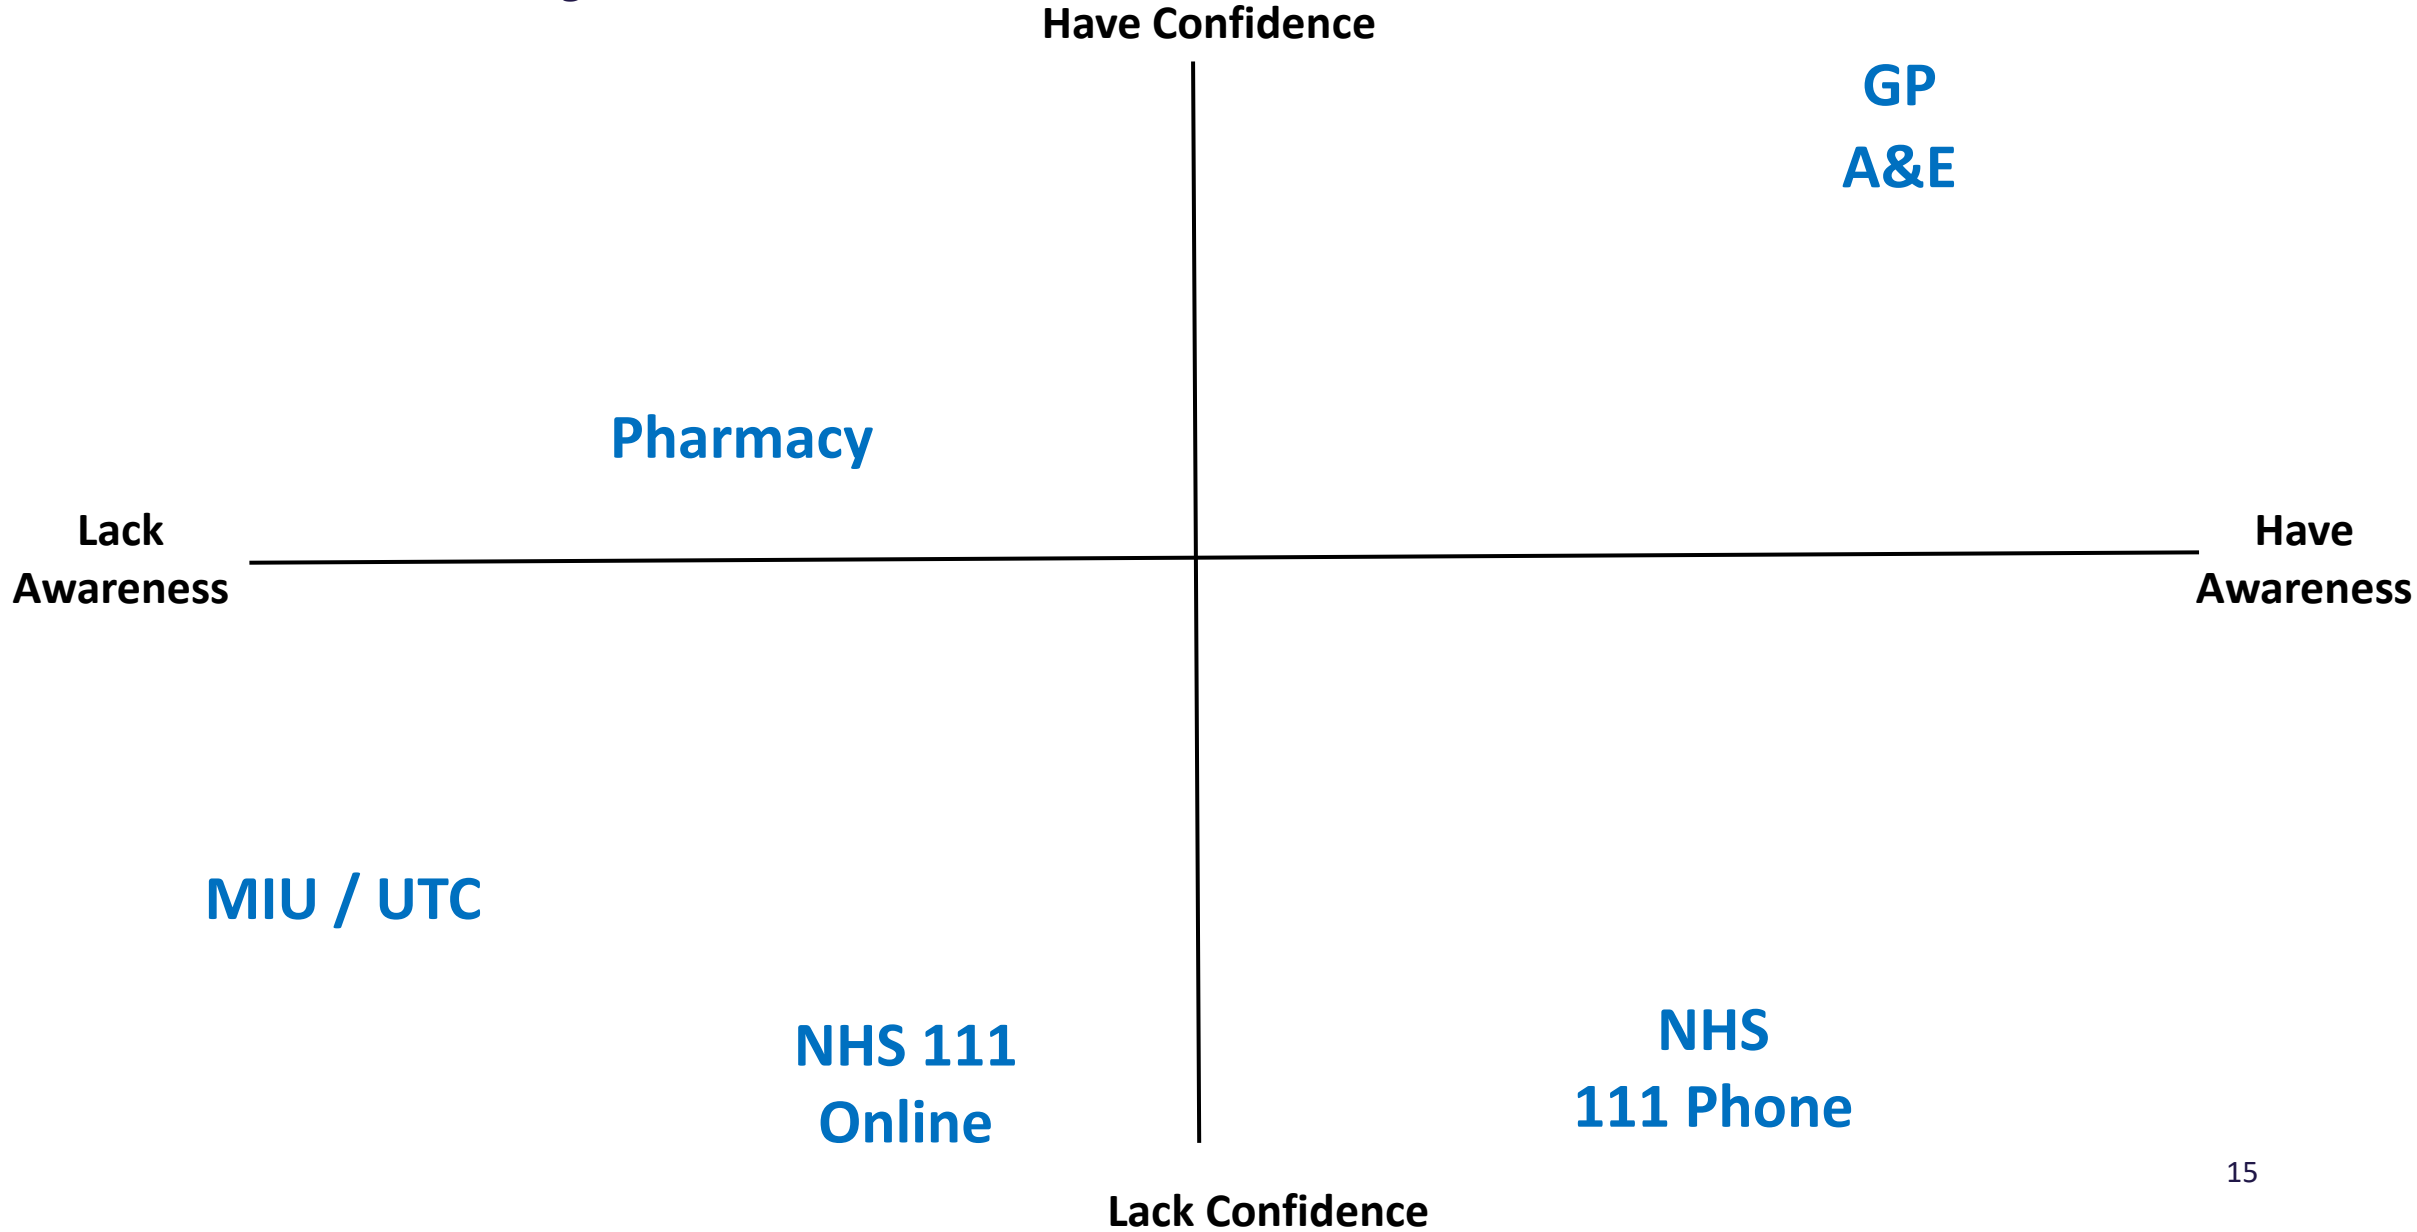 Have Confidence
GP
A&E
Pharmacy
Lack
Awareness
Have
Awareness
MIU / UTC
NHS 111
Online
NHS
111 Phone
15
Lack Confidence